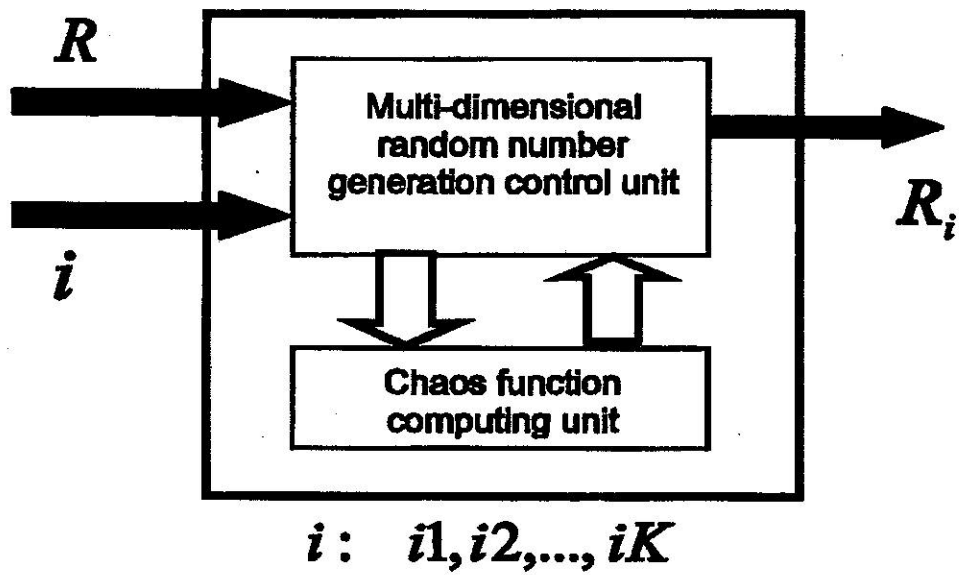 R
Multi-dimensional
random number
generation control unit
R_i
i
Chaos function
computing unit
i : i1, i2,..., iK